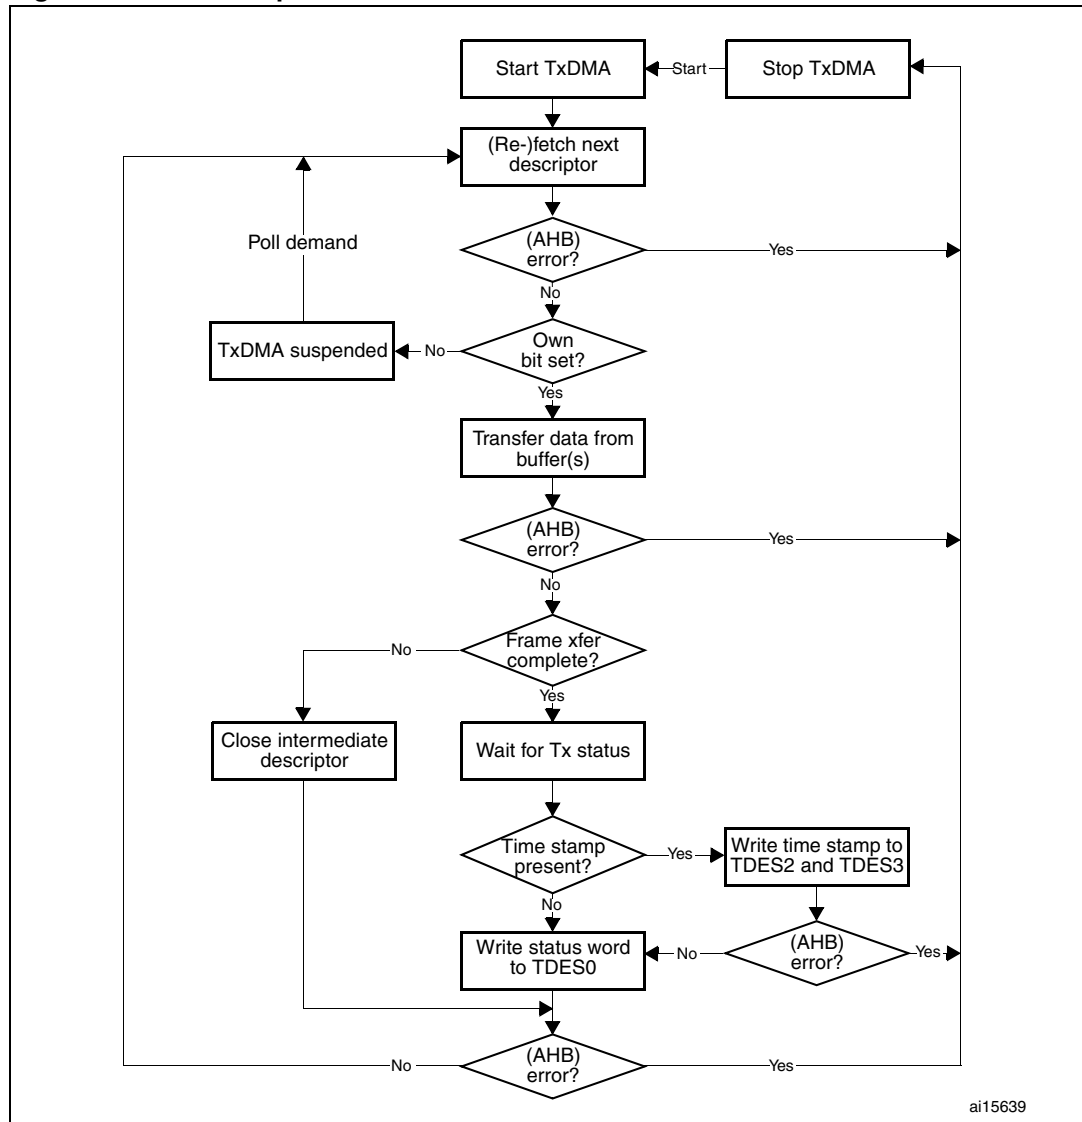 Start TxDMA
Start
Stop TxDMA
(Re-)fetch next
descriptor
Poll demand
(AHB)
error?
Yes
No
TxDMA suspended
No
Own
bit set?
Yes
Transfer data from
buffer(s)
(AHB)
error?
Yes
No
No
Frame xfer
complete?
Yes
Close intermediate
descriptor
Wait for Tx status
Time stamp
present?
Yes
Write time stamp to
TDES2 and TDES3
No
Write status word
to TDES0
No
(AHB)
error?
Yes
No
(AHB)
error?
Yes
ai15639